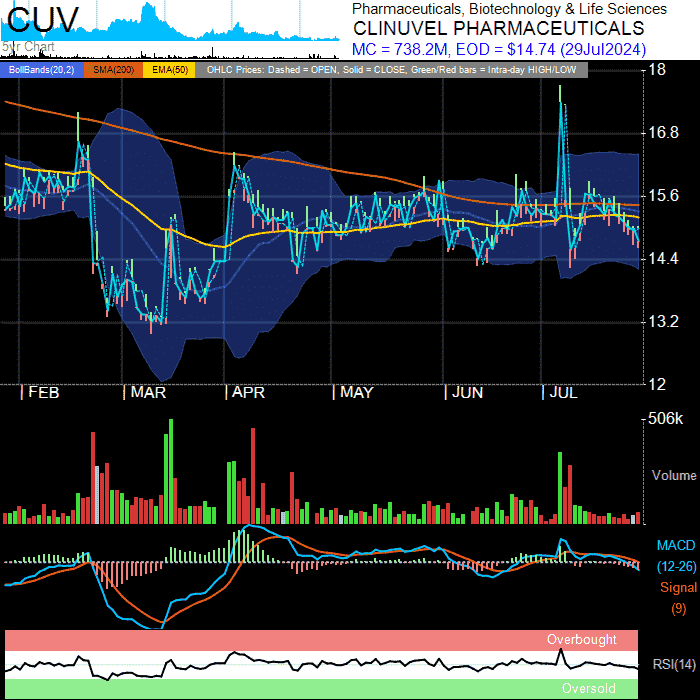 CUV
5yr Chart
Pharmaceuticals, Biotechnology & Life Sciences
CLINUVEL PHARMACEUTICALS
MC = 738.2M, EOD = $14.74 (29Jul2024)
BollBands(20,2) SMA(200) EMA(50) OHLC Prices: Dashed = OPEN, Solid = CLOSE, Green/Red bars = Intra-day HIGH/LOW
18
16.8
15.6
14.4
13.2
12
| FEB | MAR | APR | MAY | JUN | JUL
506k
Volume
MACD
(12-26)
Signal
(9)
Overbought
RSI(14)
Oversold